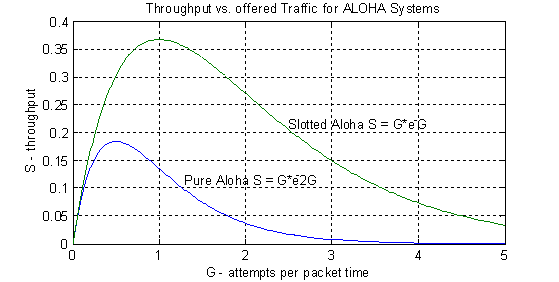 Throughput vs. offered Traffic for ALOHA Systems
0.4
0.35
0.3
0.25
0.2
0.15
0.1
0.05
0
S - throughput
Slotted Aloha S = G*e-G
Pure Aloha S = G*e-2G
0 1 2 3 4 5
G - attempts per packet time